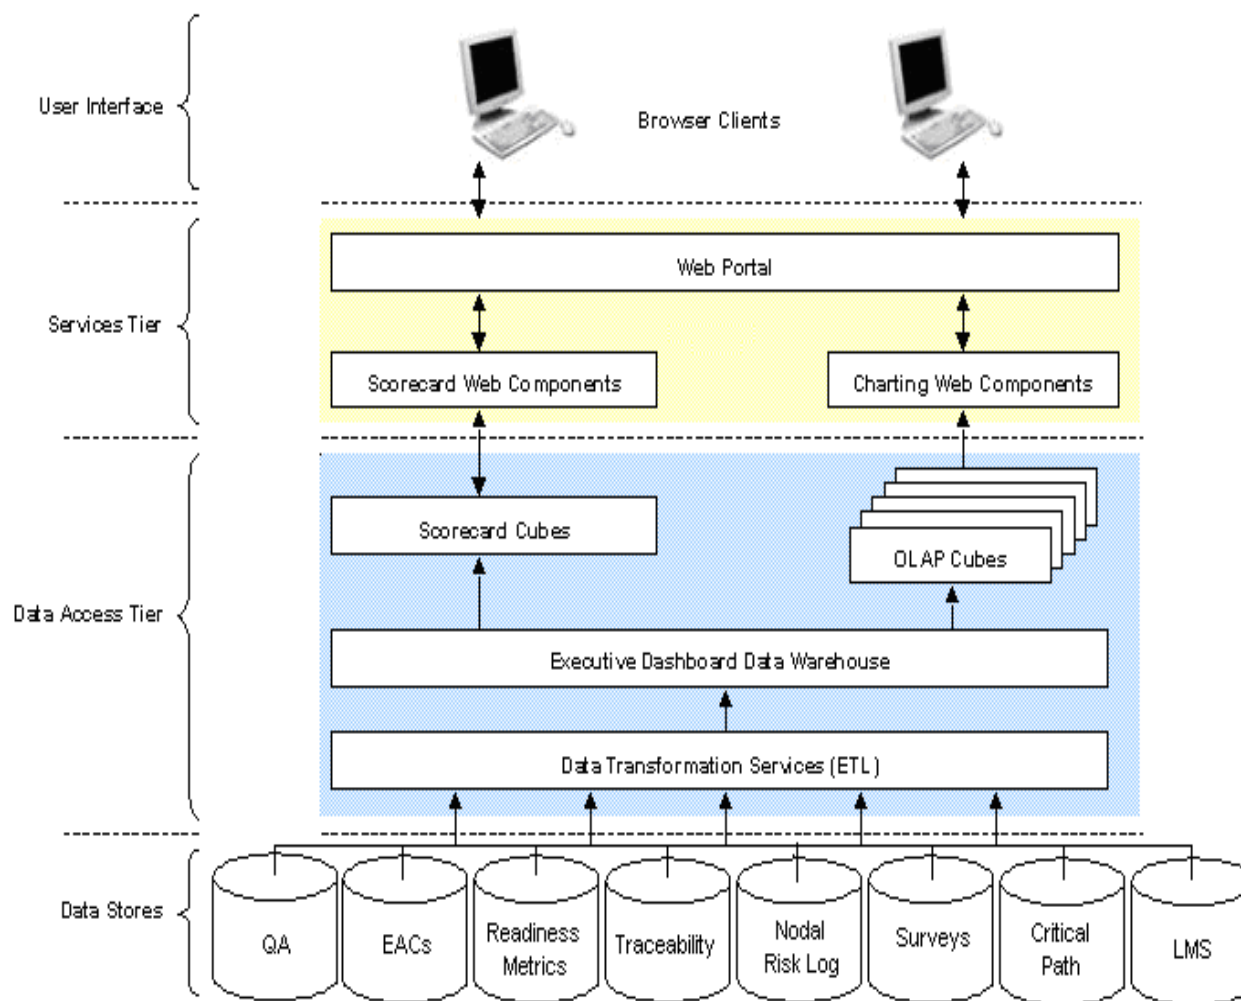 User Interface
Browser Clients
Web Portal
Services Tier
Scorecard Web Components
Charting Web Components
Scorecard Cubes
OLAP Cubes
Data Access Tier
Executive Dashboard Data Warehouse
Data Transformation Services (ETL)
Data Stores
QA
EACs
Readiness
Metrics
Traceability
Nodal
Risk Log
Surveys
Critical
Path
LMS